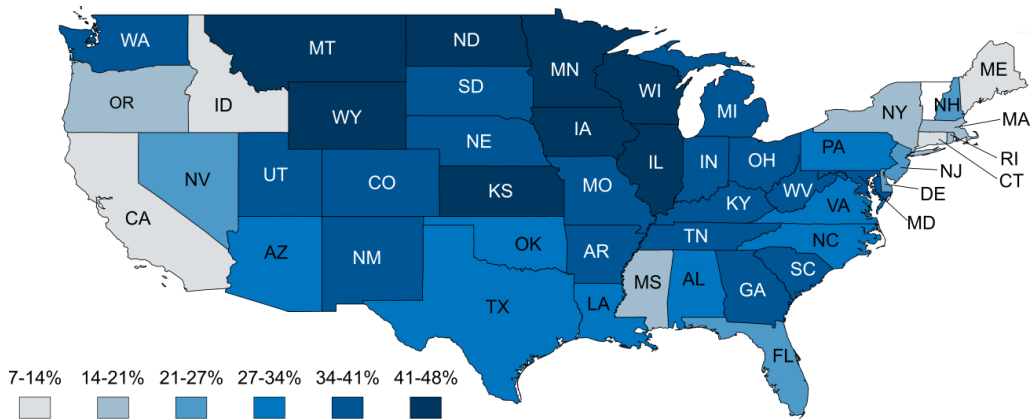 WA
MT
ND
MN
ME
OR
ID
SD
WI
MI
NY
NH
MA
WY
IA
RI
NE
PA
CT
NV
UT
CO
IL
IN
OH
NJ
CA
KS
MO
WV
VA
DE
KY
MD
AZ
NM
OK
AR
TN
NC
SC
TX
LA
MS
AL
GA
FL
7-14% 14-21% 21-27% 27-34% 34-41% 41-48%